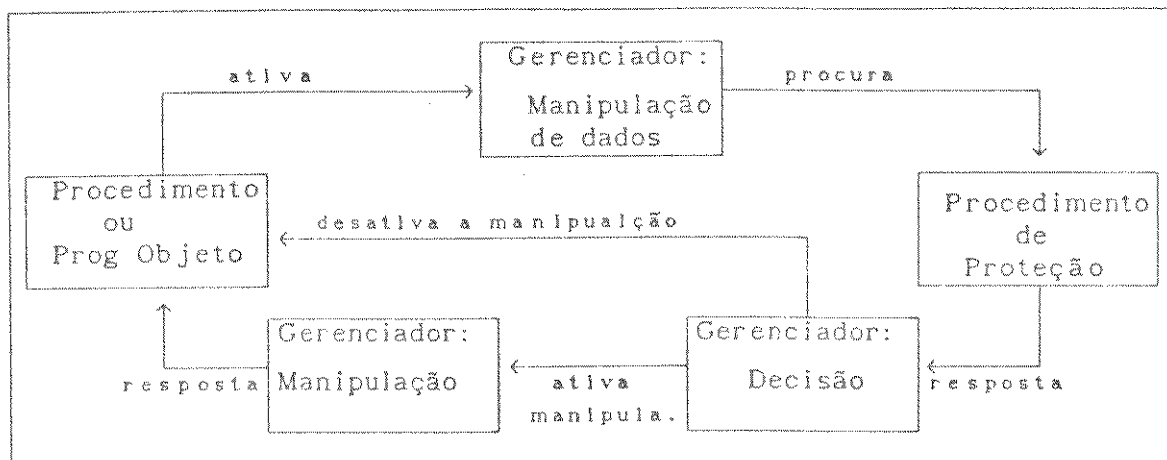 Gerenciador:
Manipulação
de dados
ativa
procura
Procedimento
ou
Prog Objeto
Procedimento
de
Proteção
desativa a manipualção
Gerenciador:
Manipulação
Gerenciador:
Decisão
resposta
ativa
manipula.
resposta